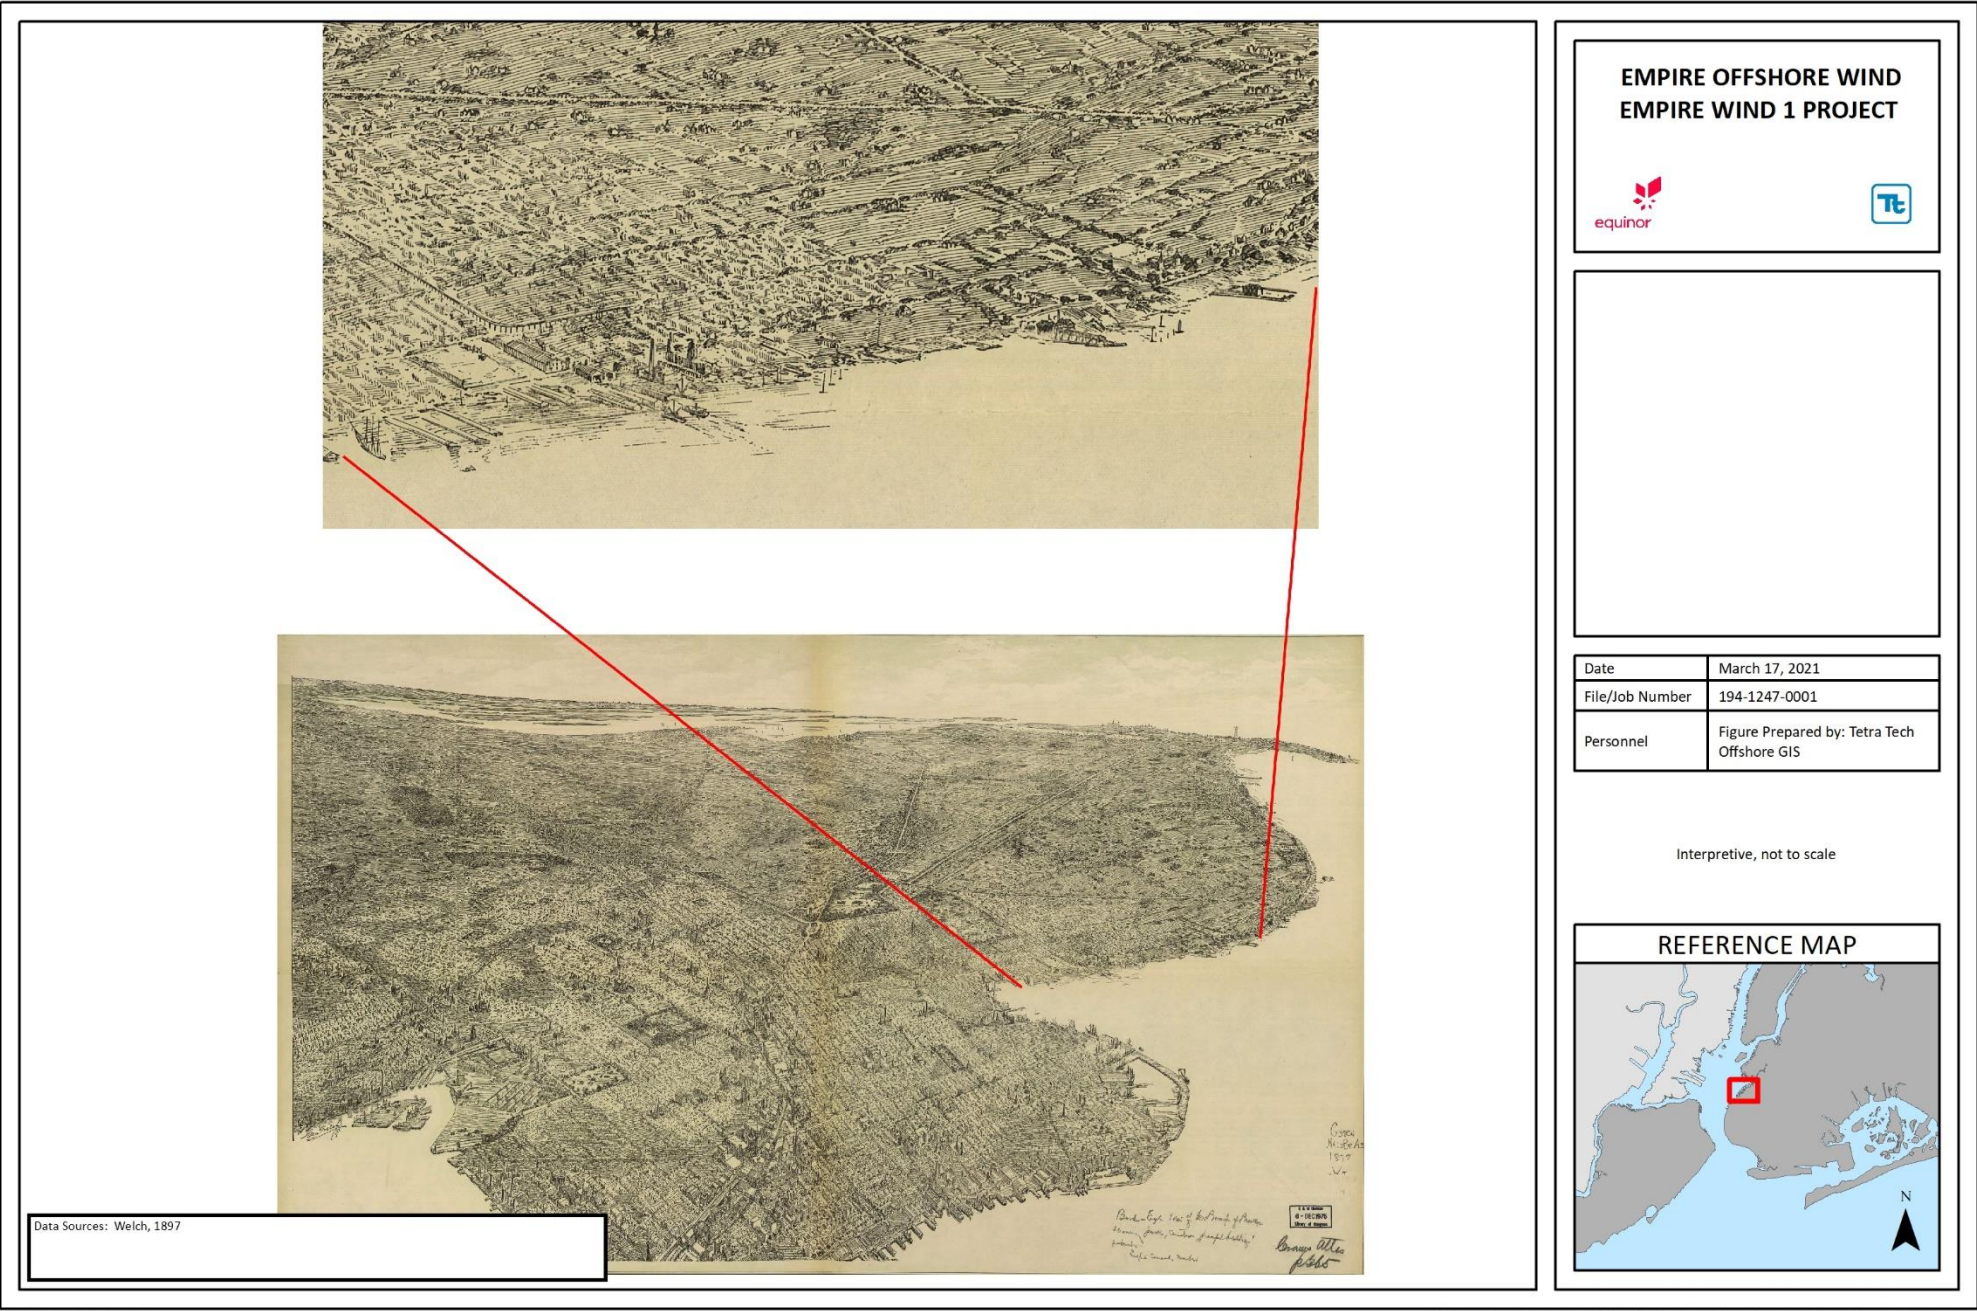 EMPIRE OFFSHORE WIND
EMPIRE WIND 1 PROJECT
equinor
Tt
Date March 17, 2021
File/Job Number 194-1247-0001
Personnel Figure Prepared by: Tetra Tech
Offshore GIS
Interpretive, not to scale
REFERENCE MAP
N
Data Sources: Welch, 1897